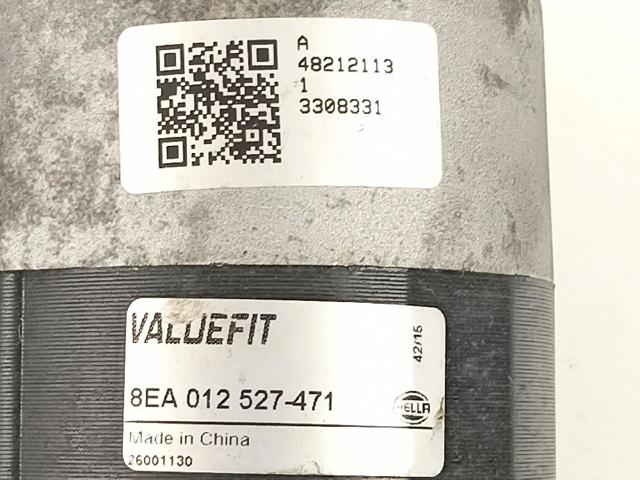 A
48212113
1
3308331
VALUEFIT
42/15
8EA 012 527-471
HELLA
Made in China
26001130